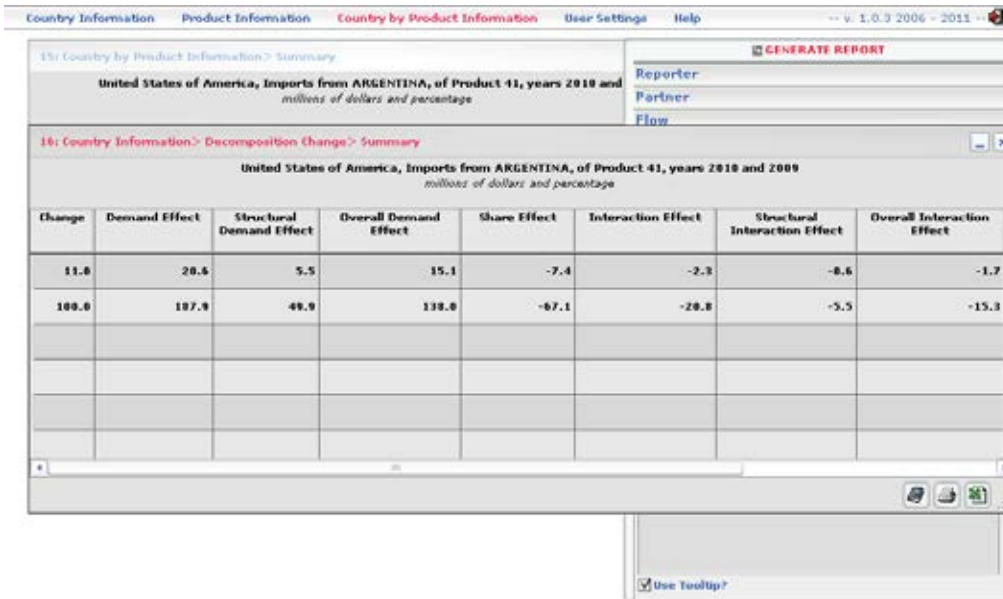 Country Information Product Information Country by Product Information User Settings Help -- v. 1.0.3 2006 - 2011 --
15: Country by Product Information> Summary
United States of America, Imports from ARGENTINA, of Product 41, years 2010 and
millions of dollars and percentage
GENERATE REPORT
Reporter
Partner
Flow
16: Country Information> Decomposition Change> Summary
United States of America, Imports from ARGENTINA, of Product 41, years 2010 and 2009
millions of dollars and percentage
Change Demand Effect Structural Demand Effect Overall Demand Effect Share Effect Interaction Effect Structural Interaction Effect Overall Interaction Effect
11.0 20.6 5.5 15.1 -7.4 -2.3 -0.6 -1.7
100.0 187.9 49.9 138.0 -67.1 -20.8 -5.5 -15.3
Use Tooltip?